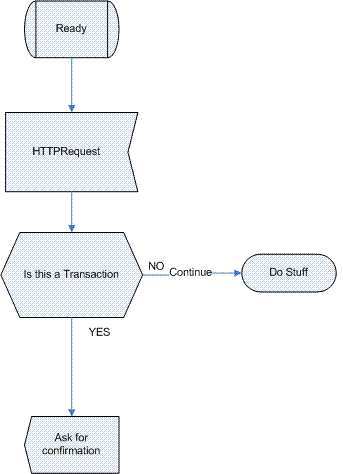 Ready
HTTPRequest
Is this a Transaction
NO
Continue
Do Stuff
YES
Ask for
confirmation